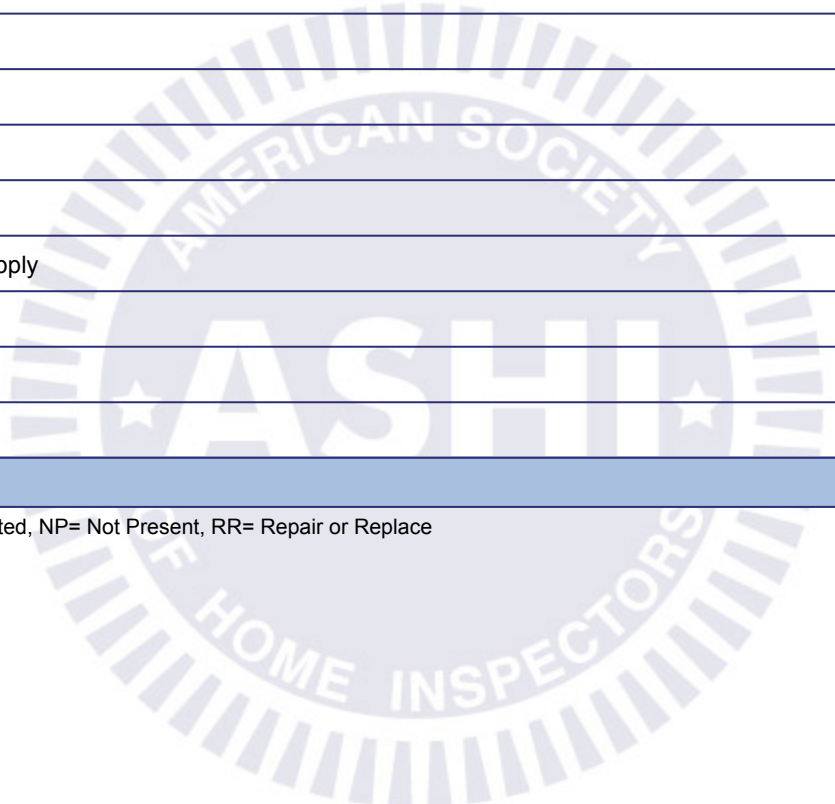 AMERICAN SOCIETY
pply
ASHI
ted, NP= Not Present, RR= Repair or Replace
OF HOME INSPECTORS